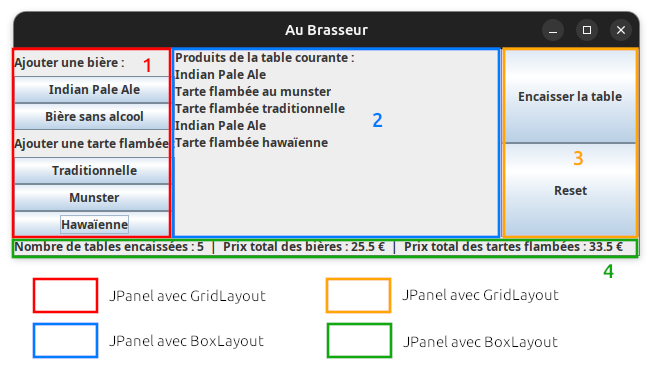 Au Brasseur
Ajouter une bière :
1
Indian Pale Ale
Bière sans alcool
Ajouter une tarte flambée
Traditionnelle
Munster
Hawaïenne
Produits de la table courante :
Indian Pale Ale
Tarte flambée au munster
Tarte flambée traditionnelle
Indian Pale Ale
Tarte flambée hawaïenne
2
Encaisser la table
3
Reset
Nombre de tables encaissées : 5 | Prix total des bières : 25.5 € | Prix total des tartes flambées : 33.5 €
4
JPanel avec GridLayout
JPanel avec GridLayout
JPanel avec BoxLayout
JPanel avec BoxLayout